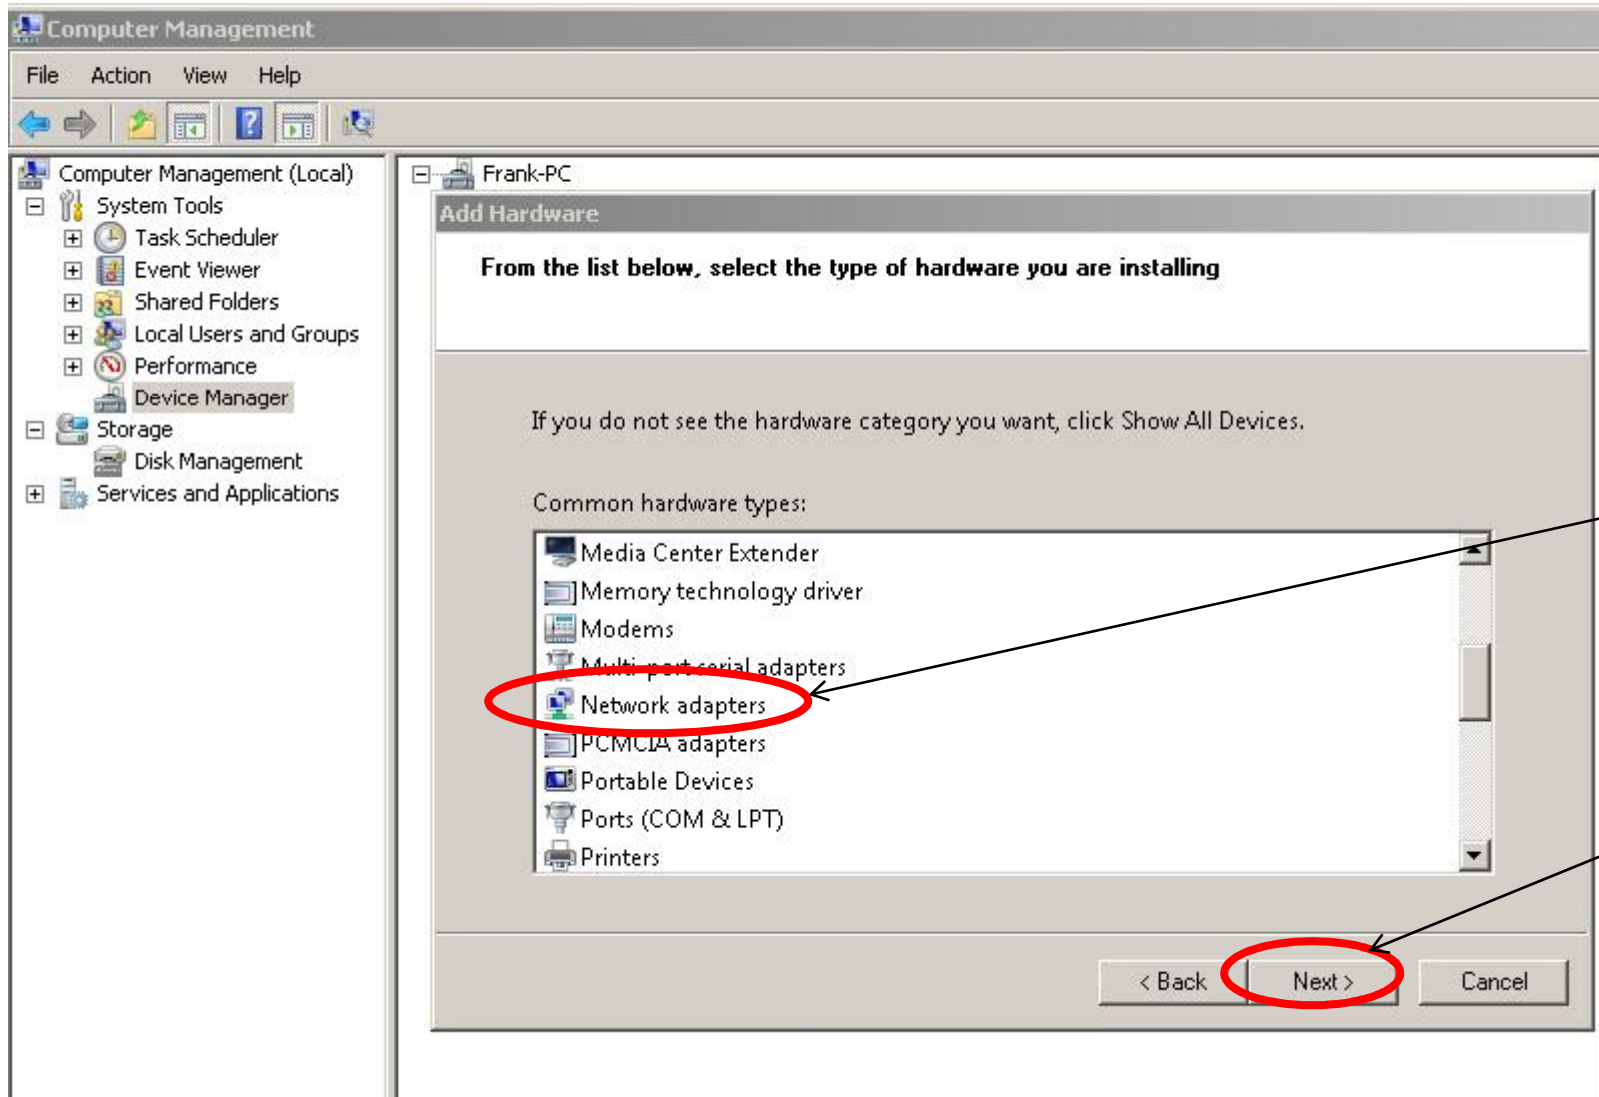 Computer Management
File Action View Help
Computer Management (Local)
System Tools
Task Scheduler
Event Viewer
Shared Folders
Local Users and Groups
Performance
Device Manager
Storage
Disk Management
Services and Applications
Frank-PC
Add Hardware
From the list below, select the type of hardware you are installing
If you do not see the hardware category you want, click Show All Devices.
Common hardware types:
Media Center Extender
Memory technology driver
Modems
Multi-port serial adapters
Network adapters
PCMCIA adapters
Portable Devices
Ports (COM & LPT)
Printers
< Back Next > Cancel